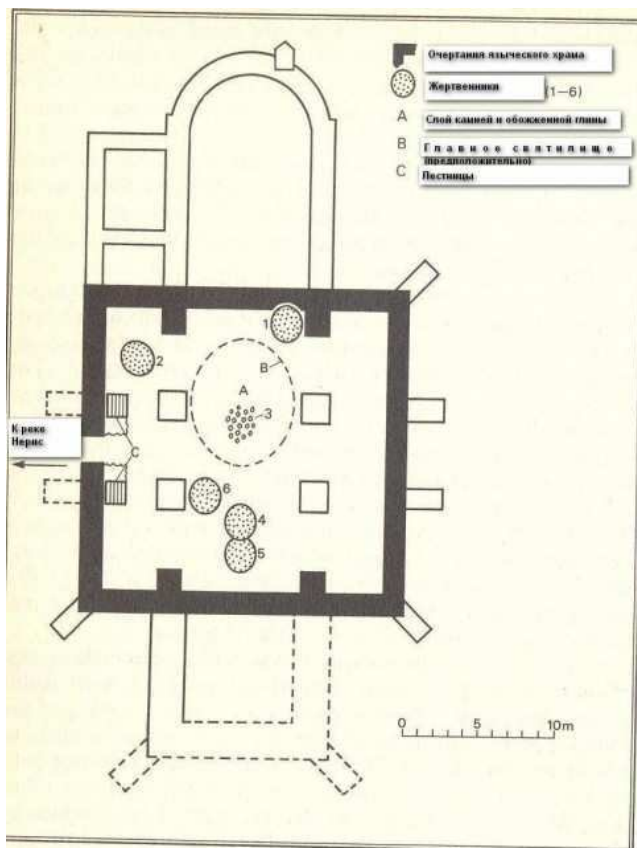 Очертания языческого храма
Жертвенники (1–6)
A Слой камней и обожженной глины
B Главное святилище
(предположительно)
C Лестницы
1
2
B
A
3
К реке
Нерис
C
6
4
5
0 5 10m